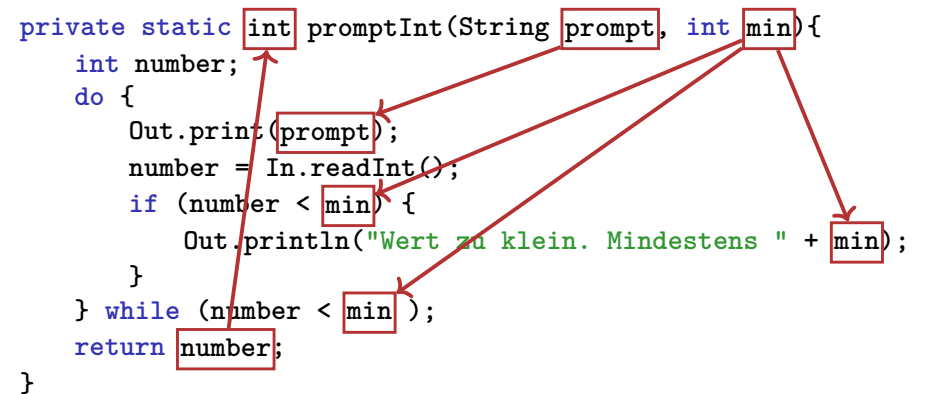 private static int promptInt(String prompt, int min){
int number;
do {
Out.print(prompt);
number = In.readInt();
if (number < min) {
Out.println("Wert zu klein. Mindestens " + min);
}
} while (number < min );
return number;
}